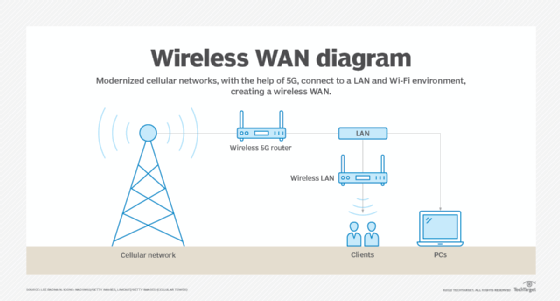 Wireless WAN diagram
Modernized cellular networks, with the help of 5G, connect to a LAN and Wi-Fi environment,
creating a wireless WAN.
Wireless 5G router
LAN
Wireless LAN
Cellular network
Clients
PCs
TechTarget